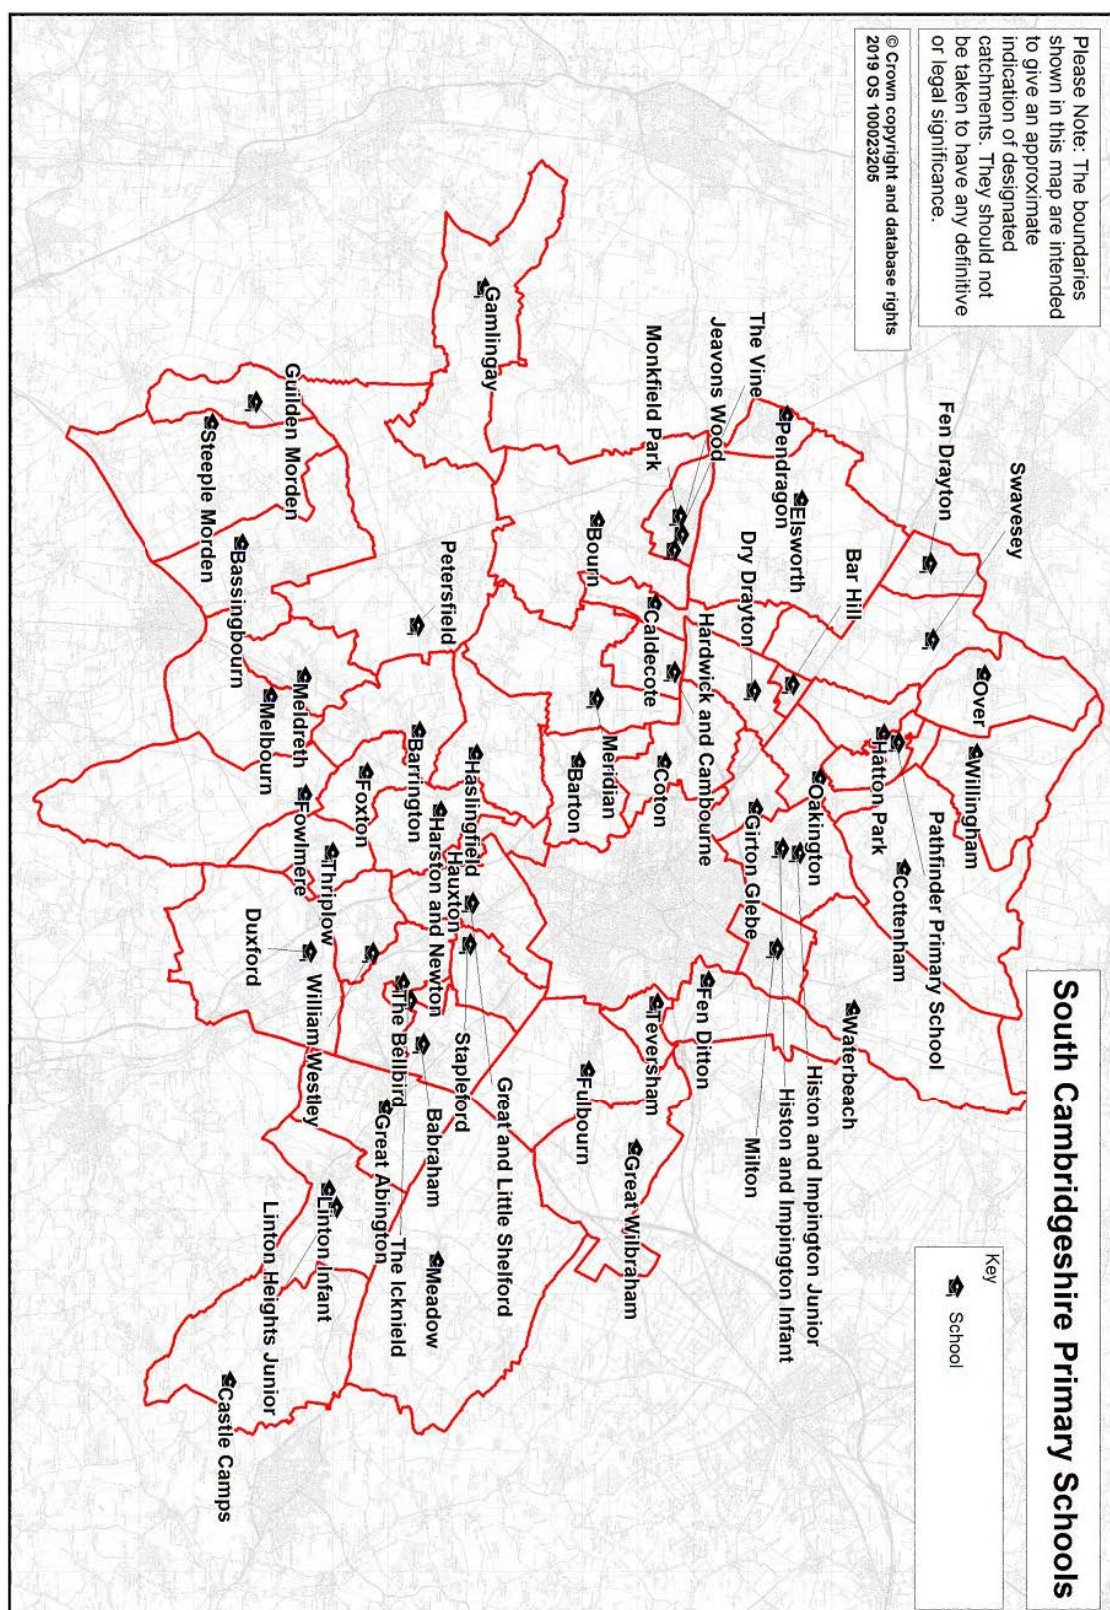 South Cambridgeshire Primary Schools
Please Note: The boundaries
shown in this map are intended
to give an approximate
indication of designated
catchments. They should not
be taken to have any definitive
or legal significance.
© Crown copyright and database rights
2019 OS 100023205
Key
School
Swavesey
Fen Drayton
Over
Willingham
Pathfinder Primary School
Hatton Park
Cottenham
Bar Hill
Elsworth
Pendragon
Oakington
Waterbeach
Histon and Impington Junior
Histon and Impington Infant
Dry Drayton
Girton Glebe
Milton
The Vine
Jeavons Wood
Monkfield Park
Hardwick and Cambourne
Fen Ditton
Caldecote
Coton
Teversham
Great Wilbraham
Bourn
Meridian
Barton
Fulbourn
Gamlingay
Haslingfield
Hauxton
Harston and Newton
Great and Little Shelford
Stapleford
Petersfield
Barrington
Babraham
Meadow
The Bellbird
The Icknield
Great Abington
Foxton
Guilden Morden
Steeple Morden
Bassingbourn
Meldreth
Melbourn
Fowlmere
Thriplow
William Westley
Duxford
Linton Infant
Linton Heights Junior
Castle Camps